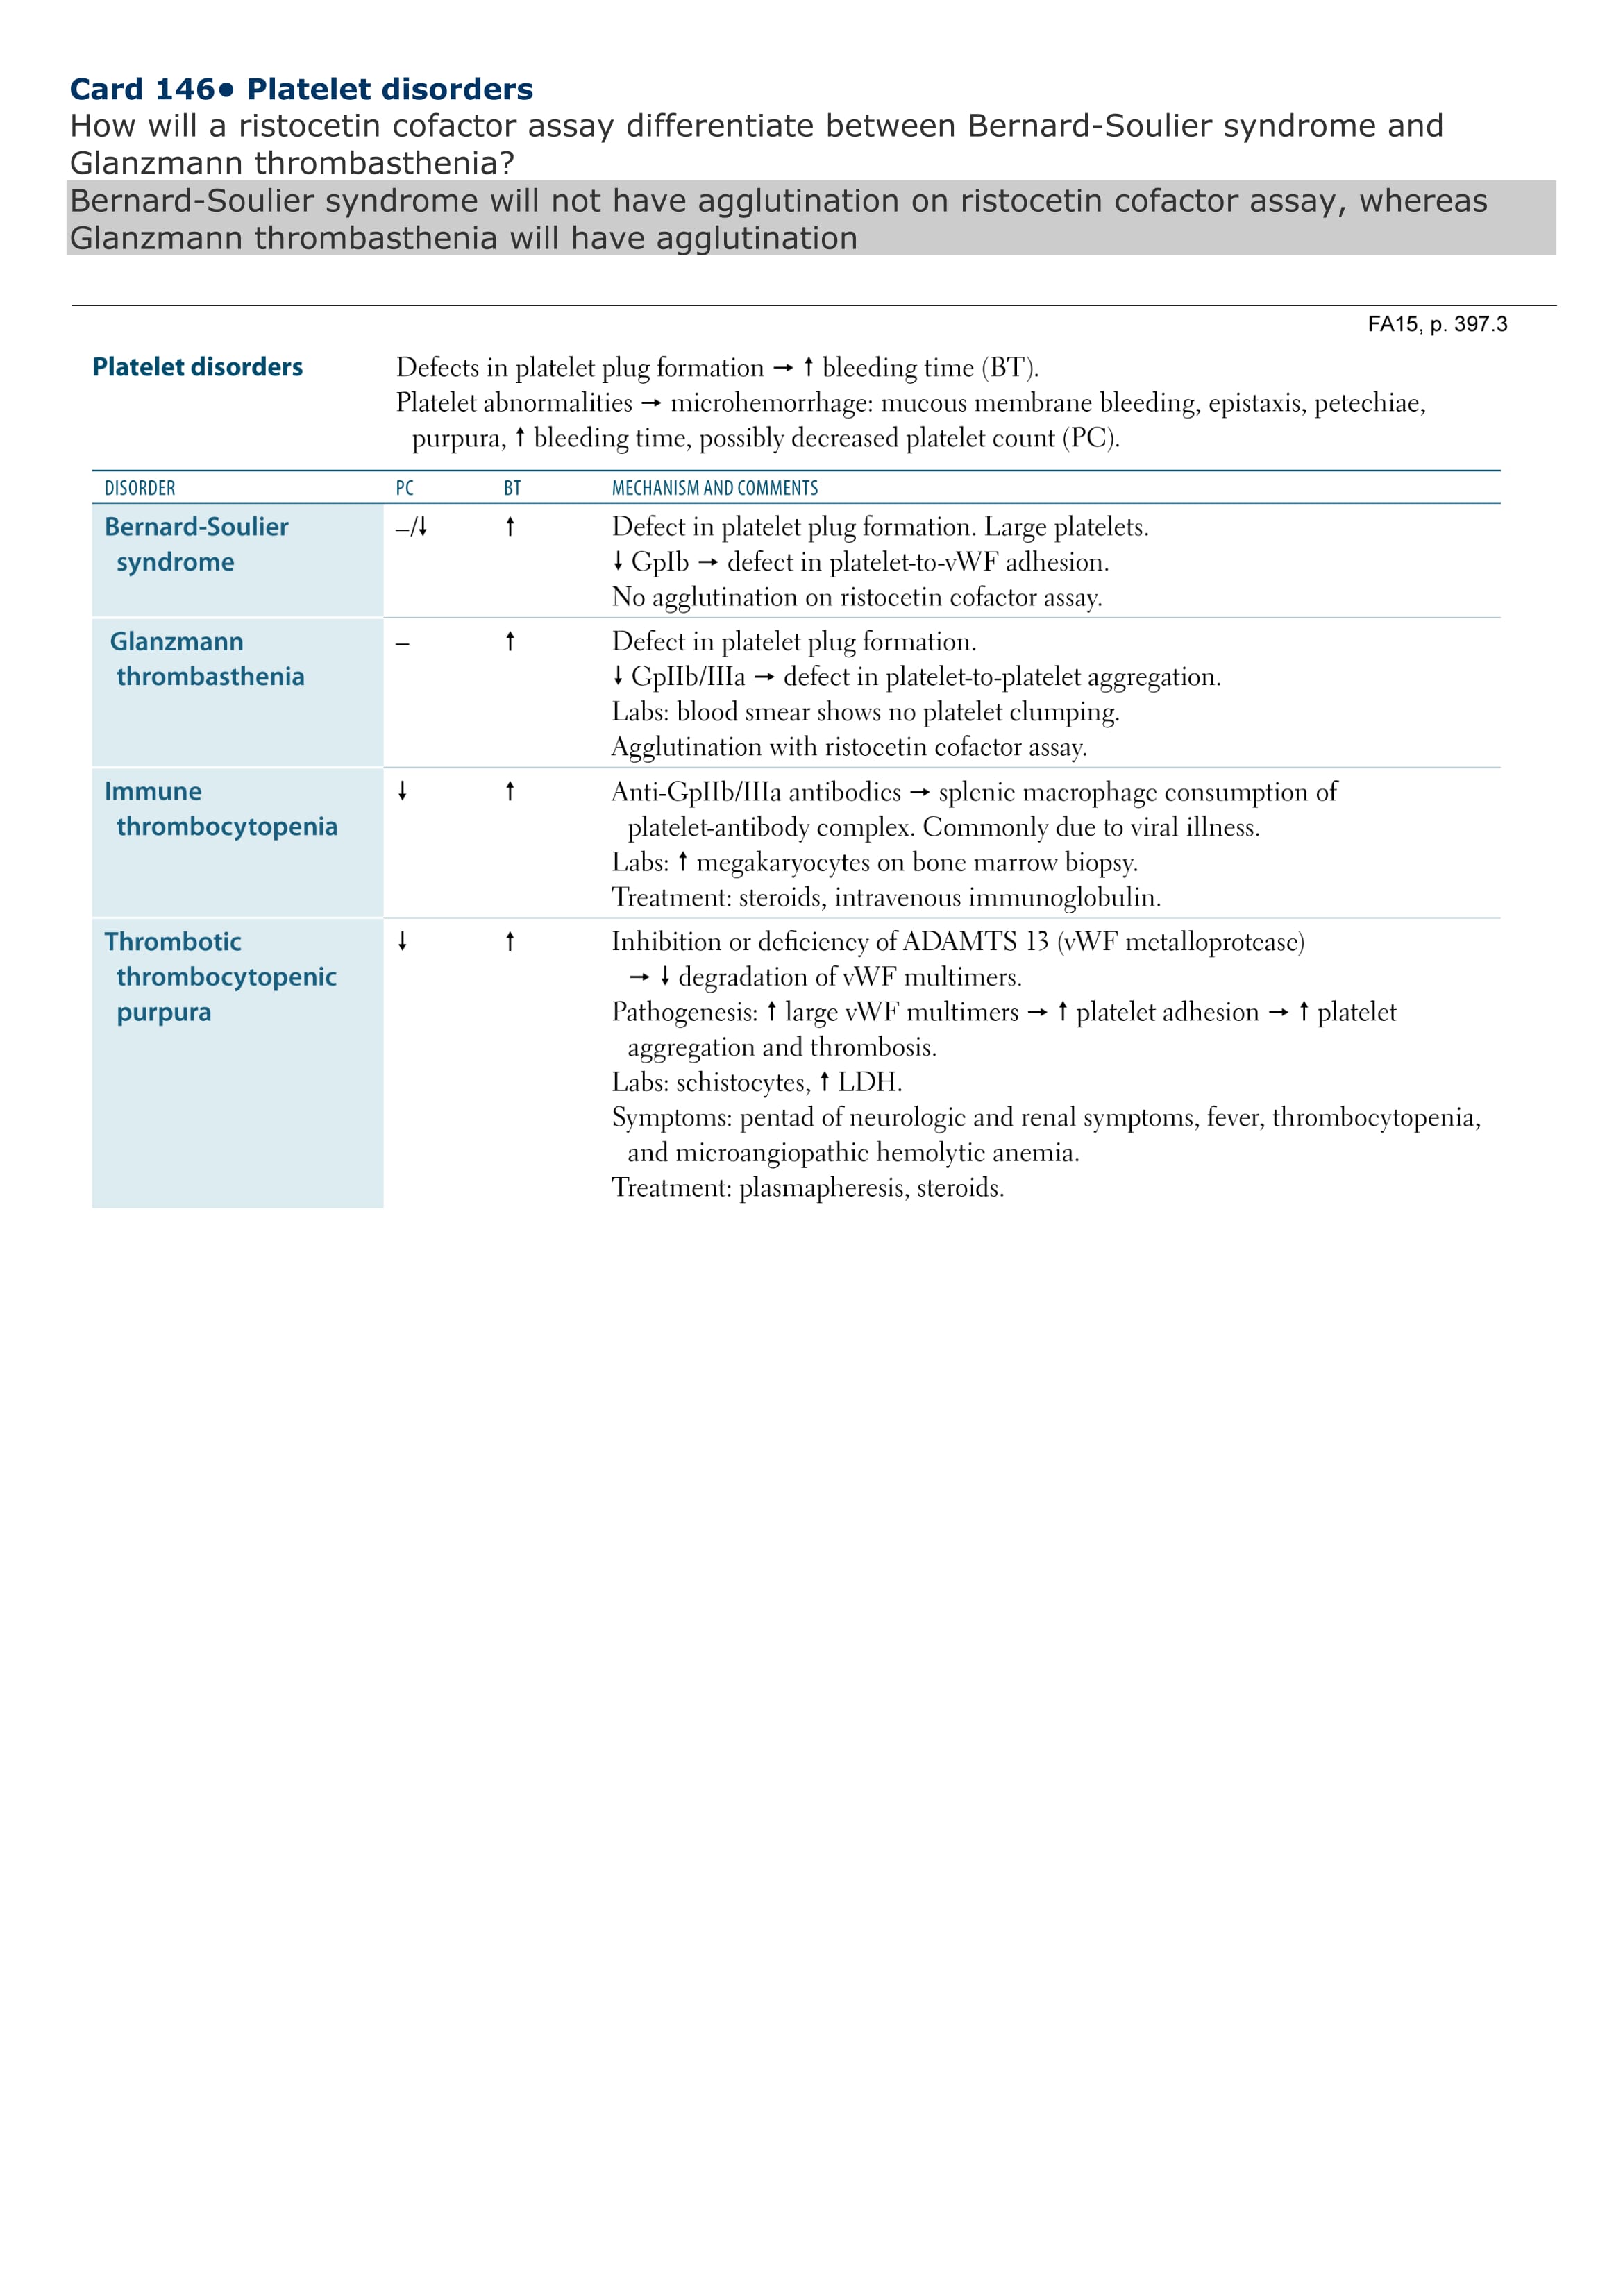 Card 146● Platelet disorders
How will a ristocetin cofactor assay differentiate between Bernard-Soulier syndrome and
Glanzmann thrombasthenia?
Bernard-Soulier syndrome will not have agglutination on ristocetin cofactor assay, whereas
Glanzmann thrombasthenia will have agglutination
FA15, p. 397.3
Platelet disorders
Defects in platelet plug formation → ↑ bleeding time (BT).
Platelet abnormalities → microhemorrhage: mucous membrane bleeding, epistaxis, petechiae,
purpura, ↑ bleeding time, possibly decreased platelet count (PC).
DISORDER PC BT MECHANISM AND COMMENTS
Bernard-Soulier –/↓ ↑ Defect in platelet plug formation. Large platelets.
syndrome ↓ GpIb → defect in platelet-to-vWF adhesion.
No agglutination on ristocetin cofactor assay.
Glanzmann – ↑ Defect in platelet plug formation.
thrombasthenia ↓ GpIIb/IIIa → defect in platelet-to-platelet aggregation.
Labs: blood smear shows no platelet clumping.
Agglutination with ristocetin cofactor assay.
Immune ↓ ↑ Anti-GpIIb/IIIa antibodies → splenic macrophage consumption of
thrombocytopenia platelet-antibody complex. Commonly due to viral illness.
Labs: ↑ megakaryocytes on bone marrow biopsy.
Treatment: steroids, intravenous immunoglobulin.
Thrombotic ↓ ↑ Inhibition or deficiency of ADAMTS 13 (vWF metalloprotease)
thrombocytopenic → ↓ degradation of vWF multimers.
purpura Pathogenesis: ↑ large vWF multimers → ↑ platelet adhesion → ↑ platelet
aggregation and thrombosis.
Labs: schistocytes, ↑ LDH.
Symptoms: pentad of neurologic and renal symptoms, fever, thrombocytopenia,
and microangiopathic hemolytic anemia.
Treatment: plasmapheresis, steroids.